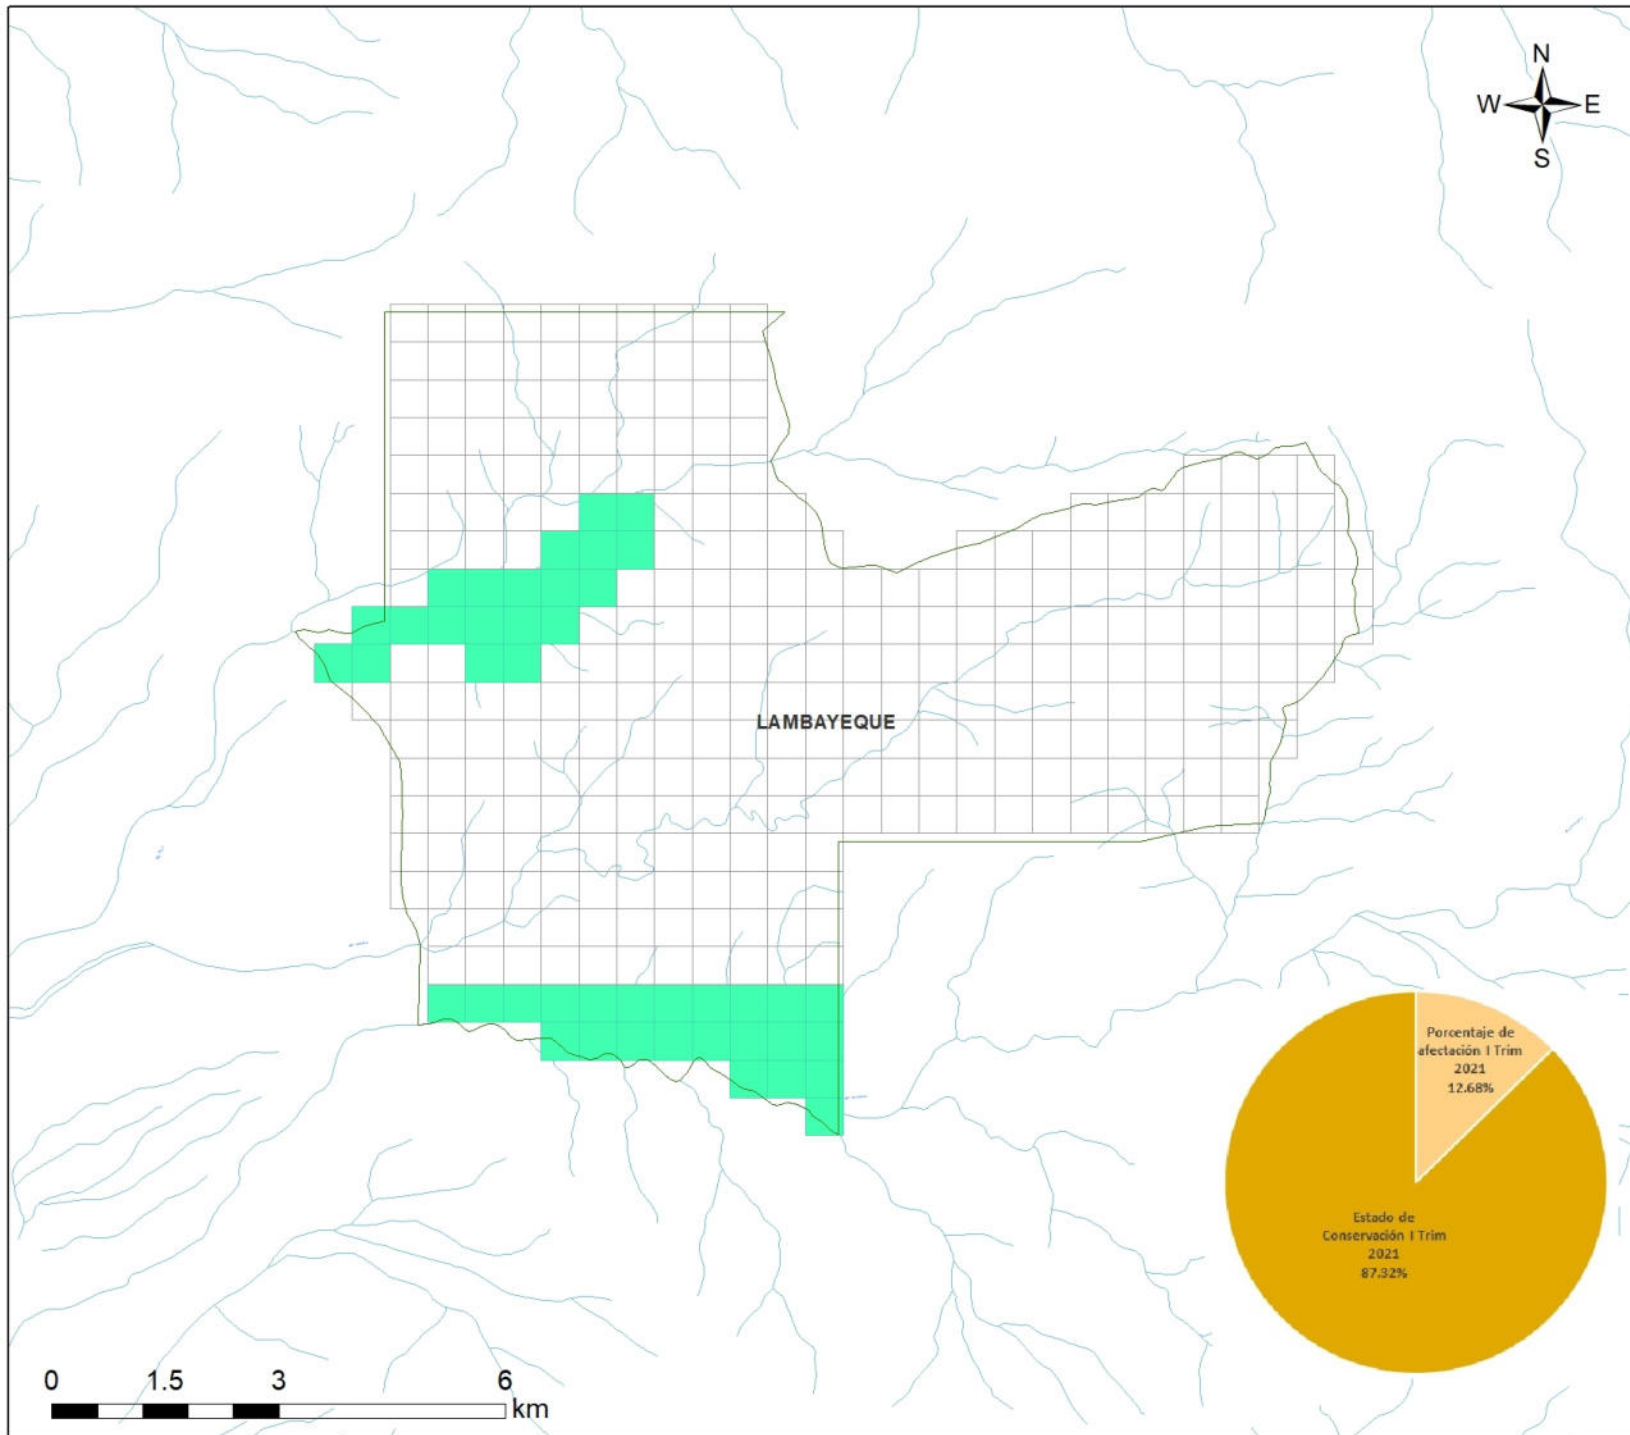 N
W E
S
LAMBAYEQUE
Porcentaje de
afectación I Trim
2021
12.68%
Estado de
Conservación I Trim
2021
87.32%
0 1.5 3 6
km